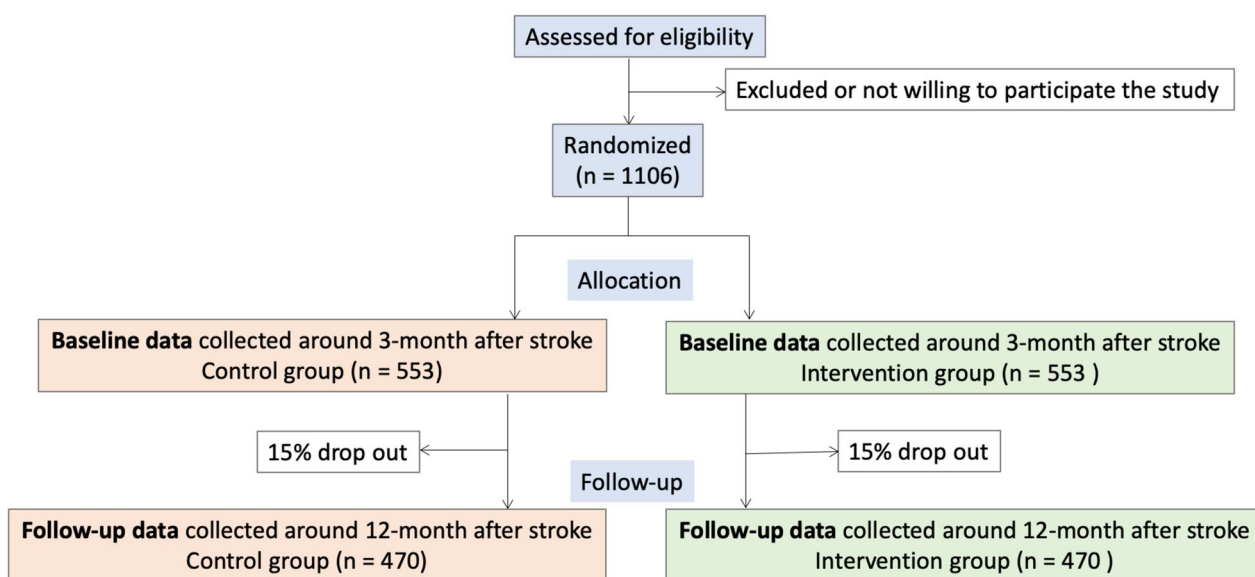 Assessed for eligibility
Excluded or not willing to participate the study
Randomized
(n = 1106)
Allocation
Baseline data collected around 3-month after stroke
Control group (n = 553)
Baseline data collected around 3-month after stroke
Intervention group (n = 553 )
15% drop out
15% drop out
Follow-up
Follow-up data collected around 12-month after stroke
Control group (n = 470)
Follow-up data collected around 12-month after stroke
Intervention group (n = 470 )